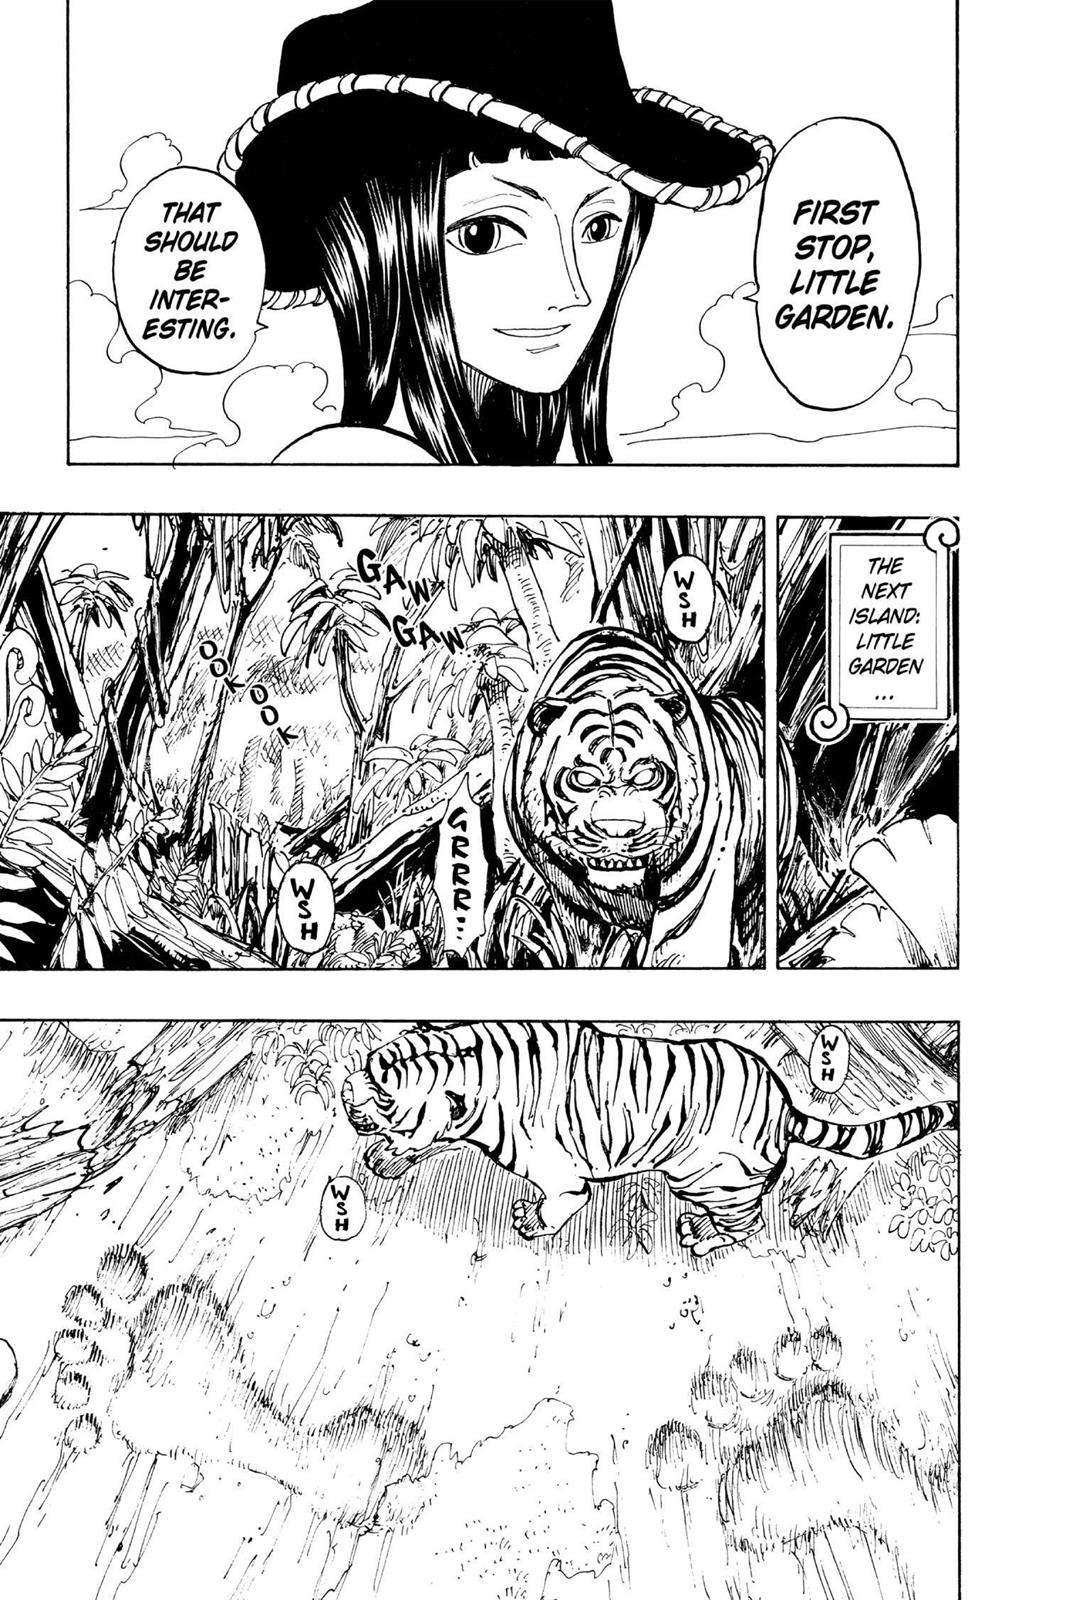 FIRST
STOP,
LITTLE
GARDEN.
THAT
SHOULD
BE
INTER-
ESTING.
THE
NEXT
ISLAND:
LITTLE
GARDEN
...
WSH
GAW
GAW
OOK
OOK
GRRR...
WSH
WSH
WSH